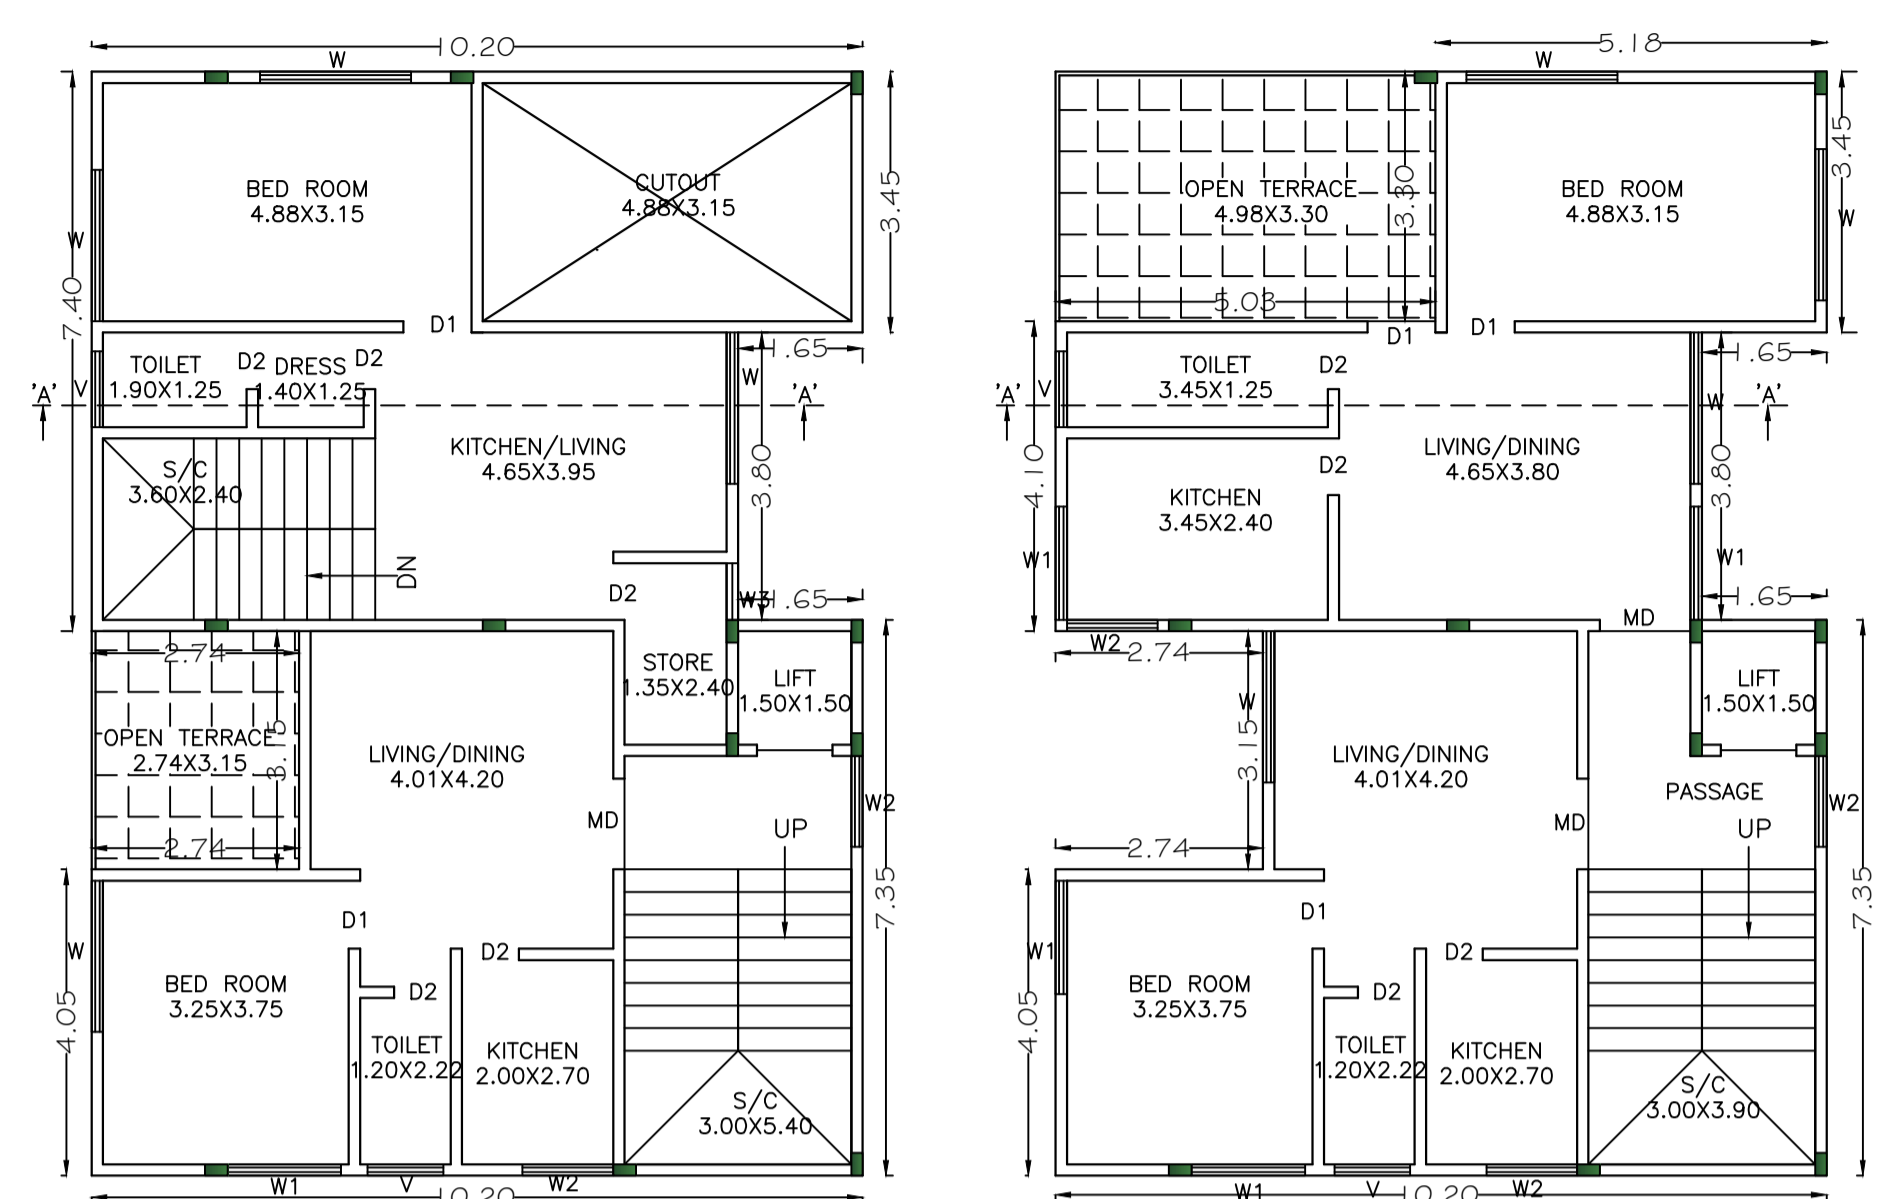 10.20
W
BED ROOM
4.88X3.15
CUTOUT
4.88X3.15
3.45
W
7.40
D1
TOILET
1.90X1.25
D2
DRESS
1.40X1.25
D2
1.65
W
'A'
V
'A'
KITCHEN/LIVING
4.65X3.95
3.80
S/C
3.60X2.40
DN
D2
W3
1.65
2.74
STORE
1.35X2.40
LIFT
1.50X1.50
OPEN TERRACE
2.74X3.15
3.15
LIVING/DINING
4.01X4.20
W2
MD
UP
2.74
7.35
D1
W
D2
BED ROOM
3.25X3.75
D2
4.05
TOILET
1.20X2.22
KITCHEN
2.00X2.70
S/C
3.00X5.40
W1
V
W2
10.20
5.18
W
OPEN TERRACE
4.98X3.30
3.30
BED ROOM
4.88X3.15
3.45
W
5.03
D1
D1
TOILET
3.45X1.25
D2
1.65
'A'
V
W
'A'
LIVING/DINING
4.65X3.80
3.80
4.10
D2
KITCHEN
3.45X2.40
W1
W1
1.65
MD
W2
2.74
W
3.15
LIFT
1.50X1.50
LIVING/DINING
4.01X4.20
PASSAGE
W2
MD
UP
2.74
7.35
D1
W1
D2
BED ROOM
3.25X3.75
D2
4.05
TOILET
1.20X2.22
KITCHEN
2.00X2.70
S/C
3.00X3.90
W1
V
W2
10.20